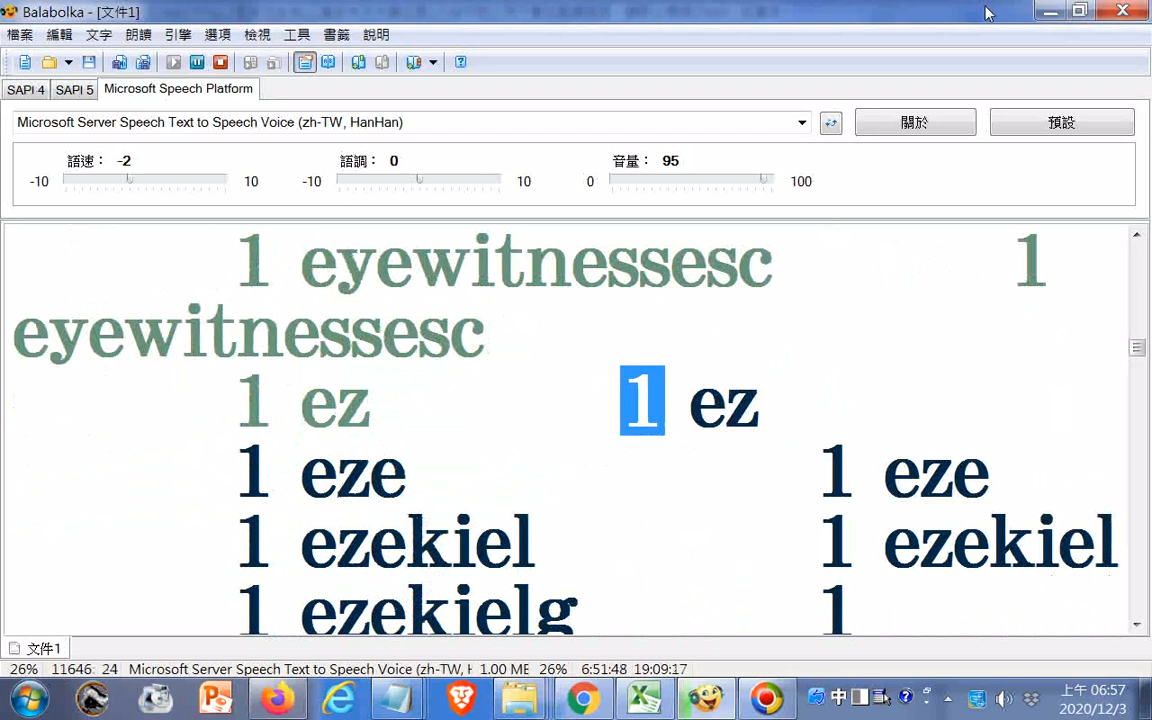 Balabolka - [文件1]
檔案 編輯 文字 朗讀 引擎 選項 檢視 工具 書籤 說明
SAPI 4 SAPI 5 Microsoft Speech Platform
Microsoft Server Speech Text to Speech Voice (zh-TW, HanHan) 關於 預設
語速： -2 語調： 0 音量： 95
-10 10 -10 10 0 100
1 eyewitnessesc 1
eyewitnessesc
1 ez 1 ez
1 eze 1 eze
1 ezekiel 1 ezekiel
1 ezekielg 1
文件1
26% 11646: 24 Microsoft Server Speech Text to Speech Voice (zh-TW, H 1.00 ME 26% 6:51:48 19:09:17
中 上午 06:57
2020/12/3